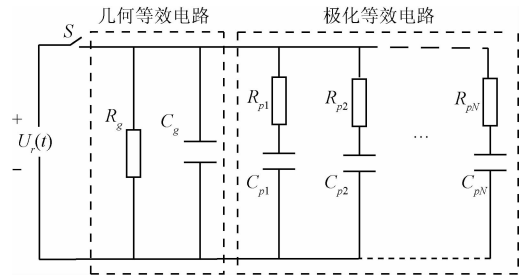 几何等效电路 极化等效电路
S
+
U_r(t)
−
R_g C_g R_p1 R_p2 R_pN
...
C_p1 C_p2 C_pN